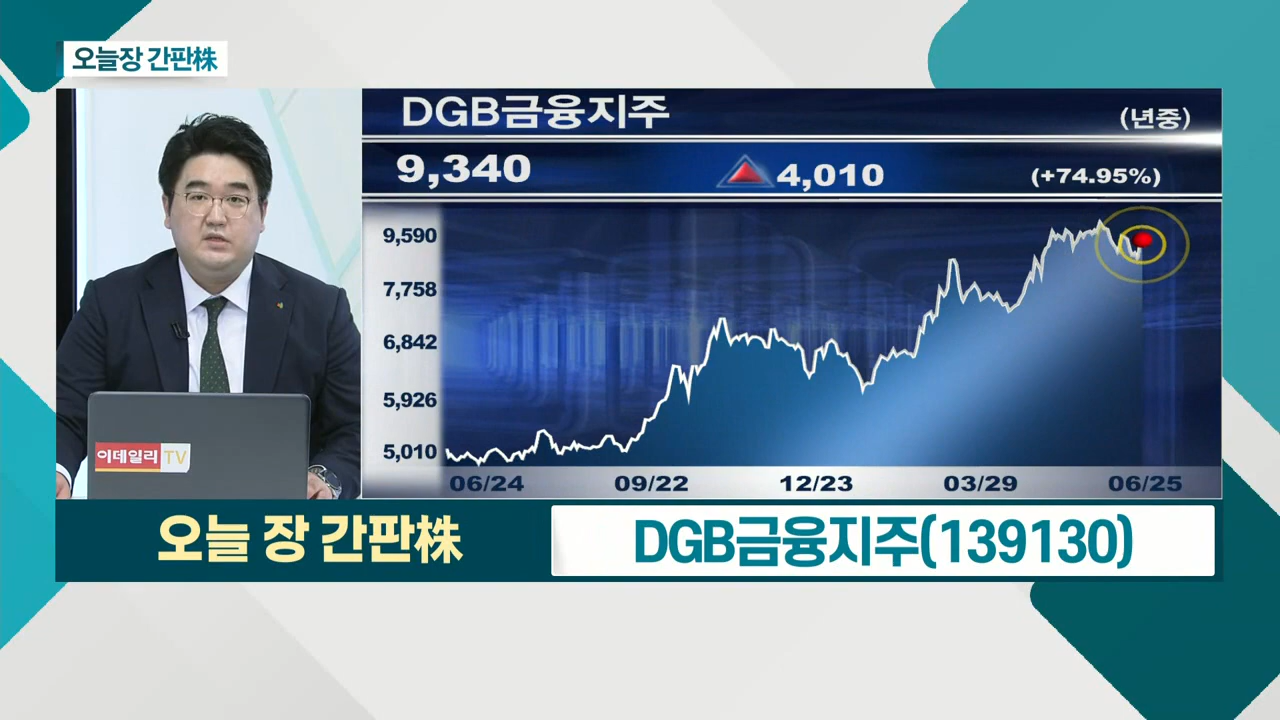 오늘장 간판株
DGB금융지주
(년중)
9,340
4,010
(+74.95%)
9,590
7,758
6,842
5,926
5,010
06/24
09/22
12/23
03/29
06/25
이데일리 TV
오늘 장 간판株
DGB금융지주(139130)